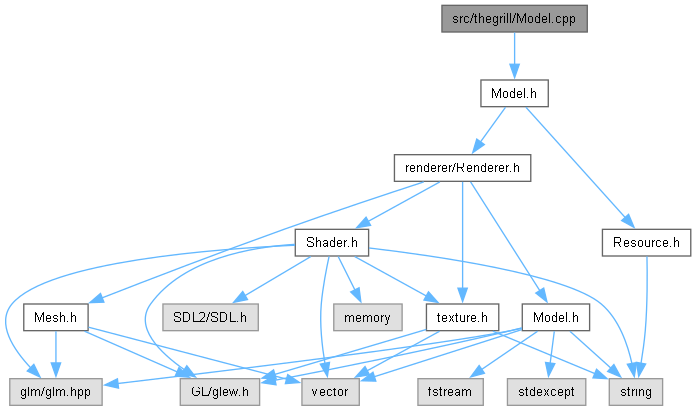 src/thegrill/Model.cpp
Model.h
renderer/Renderer.h
Shader.h
Resource.h
Mesh.h
SDL2/SDL.h
memory
texture.h
Model.h
glm/glm.hpp
GL/glew.h
vector
fstream
stdexcept
string